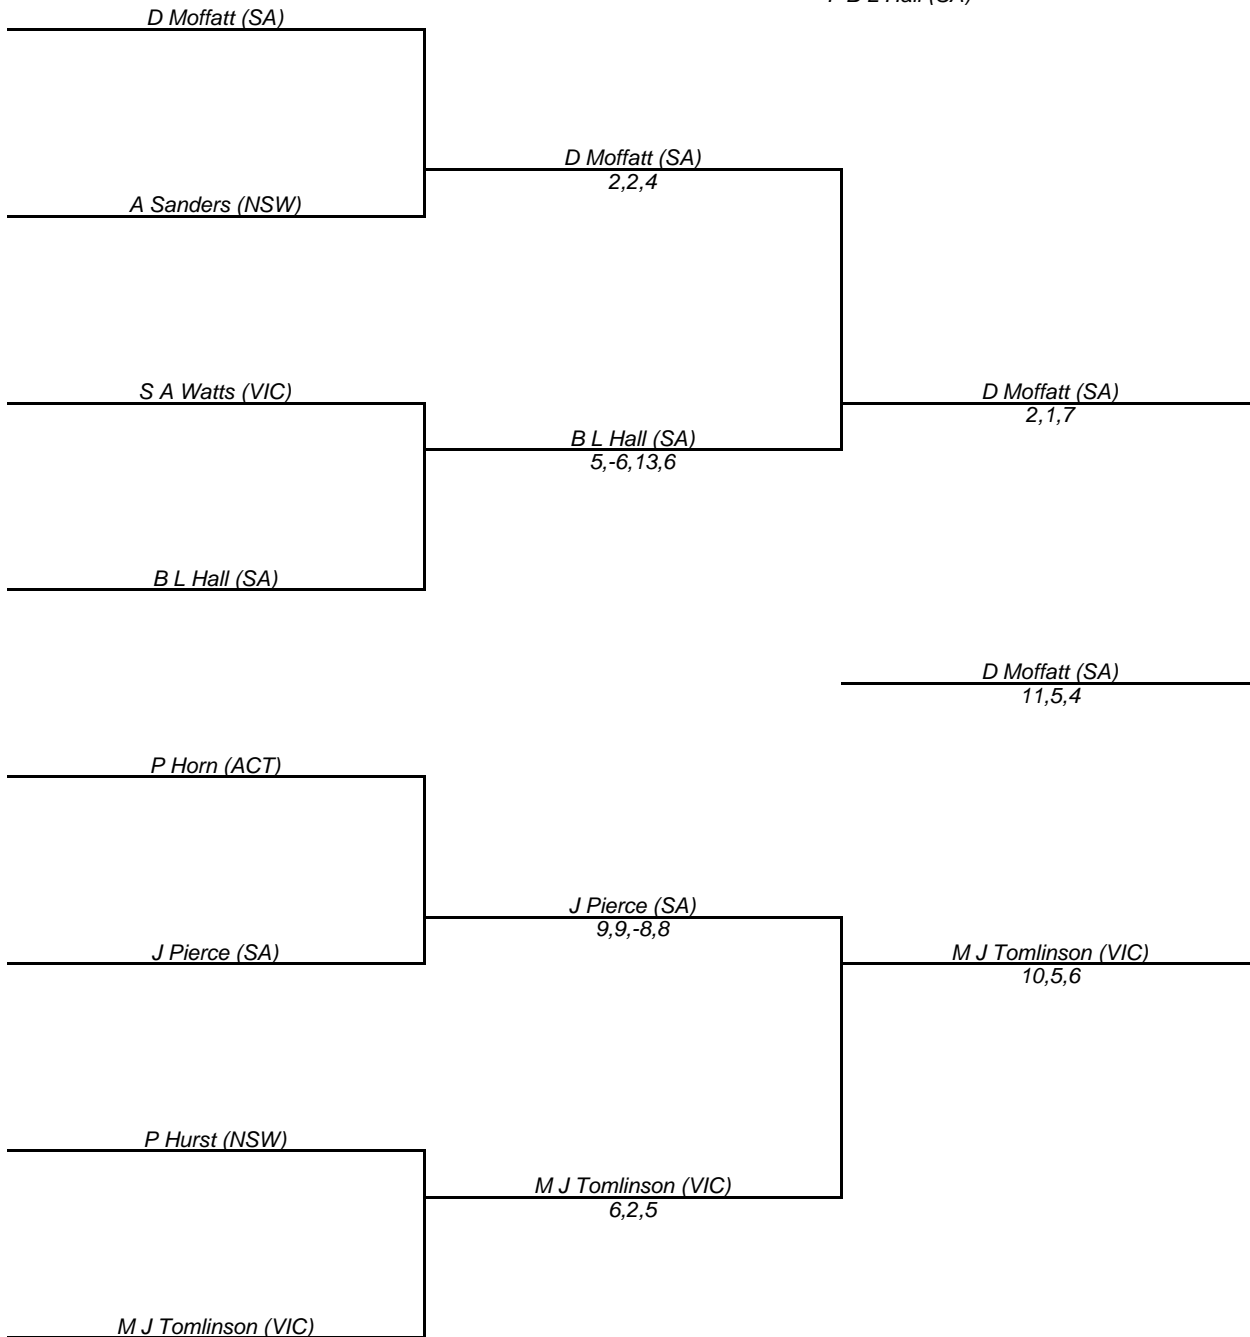 B L Hall (SA)
D Moffatt (SA)
A Sanders (NSW)
S A Watts (VIC)
B L Hall (SA)
P Horn (ACT)
J Pierce (SA)
P Hurst (NSW)
M J Tomlinson (VIC)
D Moffatt (SA)
2,2,4
B L Hall (SA)
5,-6,13,6
J Pierce (SA)
9,9,-8,8
M J Tomlinson (VIC)
6,2,5
D Moffatt (SA)
2,1,7
D Moffatt (SA)
11,5,4
M J Tomlinson (VIC)
10,5,6